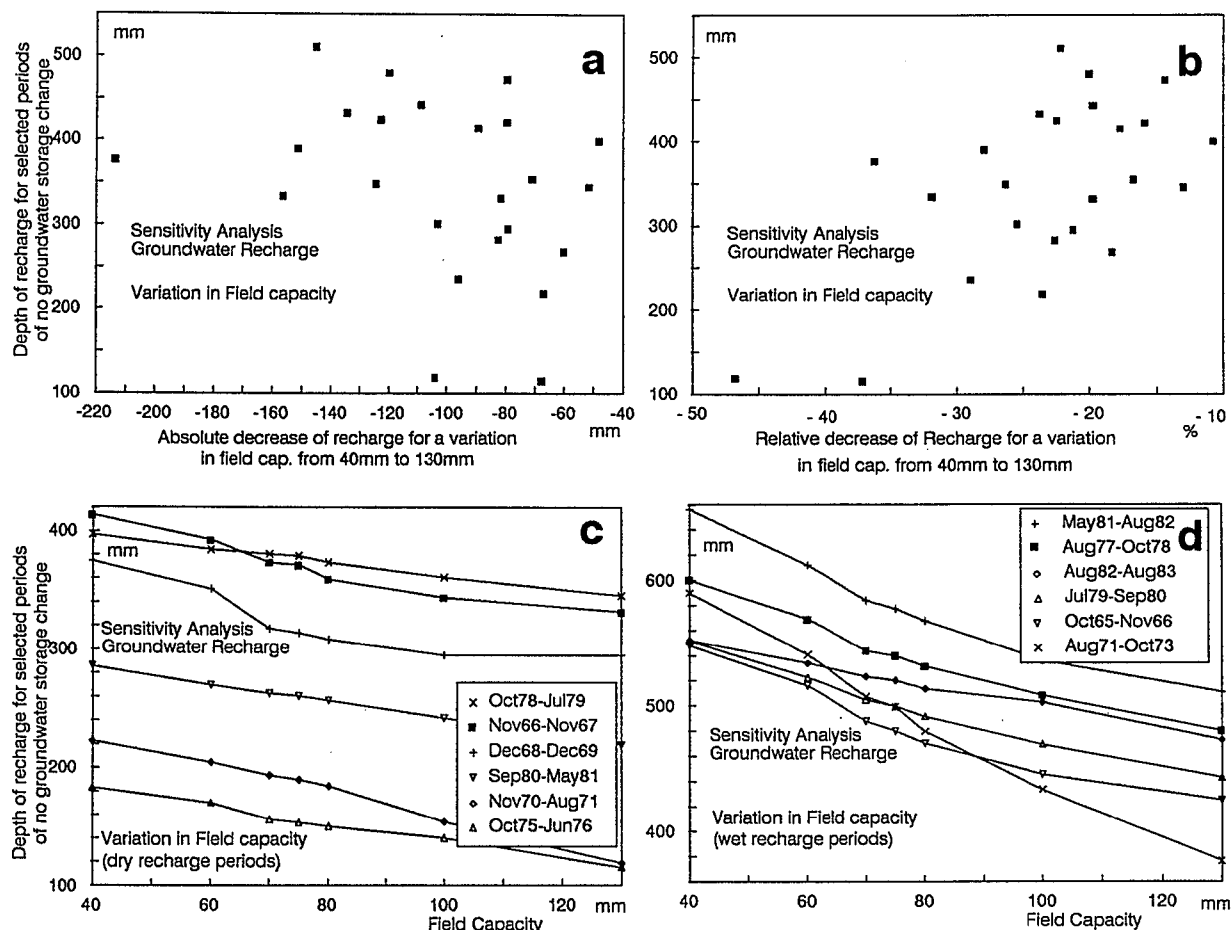 Depth of recharge for selected periods
of no groundwater storage change
500
400
300
200
100
mm
a
Sensitivity Analysis
Groundwater Recharge
Variation in Field capacity
-220 -200 -180 -160 -140 -120 -100 -80 -60 -40
mm
Absolute decrease of recharge for a variation
in field cap. from 40mm to 130mm
500
400
300
200
100
mm
b
Sensitivity Analysis
Groundwater Recharge
Variation in Field capacity
- 50 - 40 - 30 - 20 - 10
%
Relative decrease of Recharge for a variation
in field cap. from 40mm to 130mm
Depth of recharge for selected periods
of no groundwater storage change
400
300
200
100
mm
c
Sensitivity Analysis
Groundwater Recharge
Oct78-Jul79
Nov66-Nov67
Dec68-Dec69
Sep80-May81
Nov70-Aug71
Oct75-Jun76
Variation in Field capacity
(dry recharge periods)
40 60 80 100 120 mm
Field Capacity
600
500
400
mm
d
May81-Aug82
Aug77-Oct78
Aug82-Aug83
Jul79-Sep80
Oct65-Nov66
Aug71-Oct73
Sensitivity Analysis
Groundwater Recharge
Variation in Field capacity
(wet recharge periods)
40 60 80 100 120 mm
Field Capacity